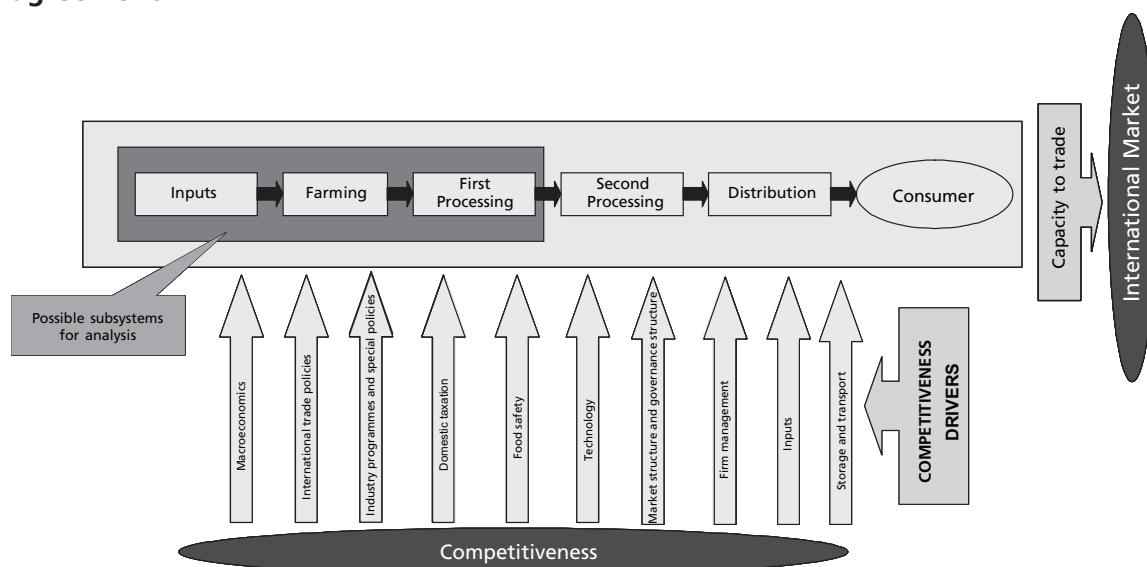 Inputs
Farming
First
Processing
Second
Processing
Distribution
Consumer
Capacity to trade
International Market
Possible subsystems
for analysis
Macroeconomics
International trade policies
Industry programmes and special policies
Domestic taxation
Food safety
Technology
Market structure and governance structure
Firm management
Inputs
Storage and transport
COMPETITIVENESS
DRIVERS
Competitiveness